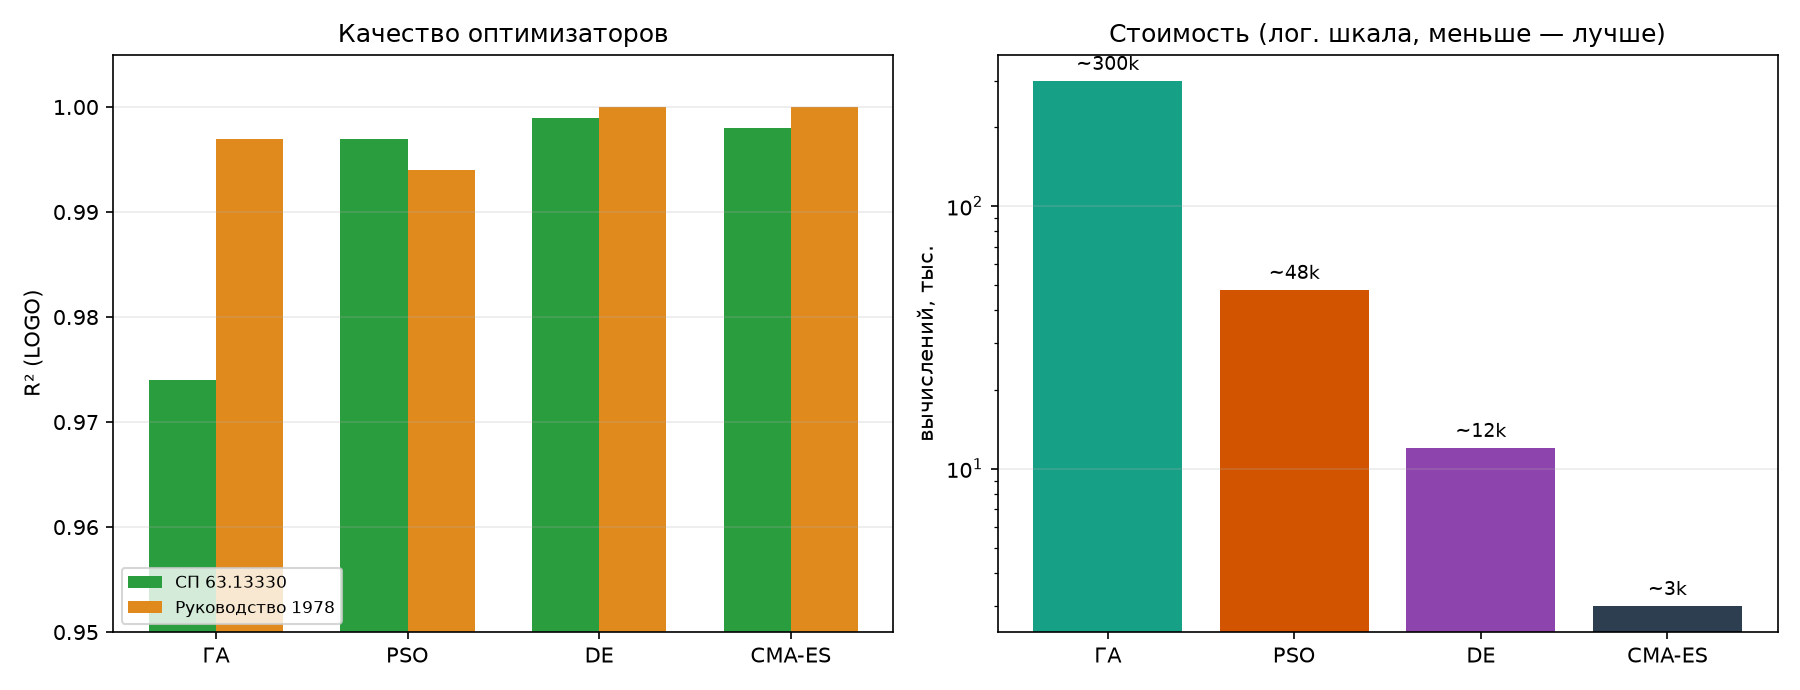 Качество оптимизаторов
R² (LOGO)
1.00
0.99
0.98
0.97
0.96
0.95
СП 63.13330
Руководство 1978
ГА
PSO
DE
CMA-ES
Стоимость (лог. шкала, меньше — лучше)
вычислений, тыс.
10²
10¹
~300k
~48k
~12k
~3k
ГА
PSO
DE
CMA-ES